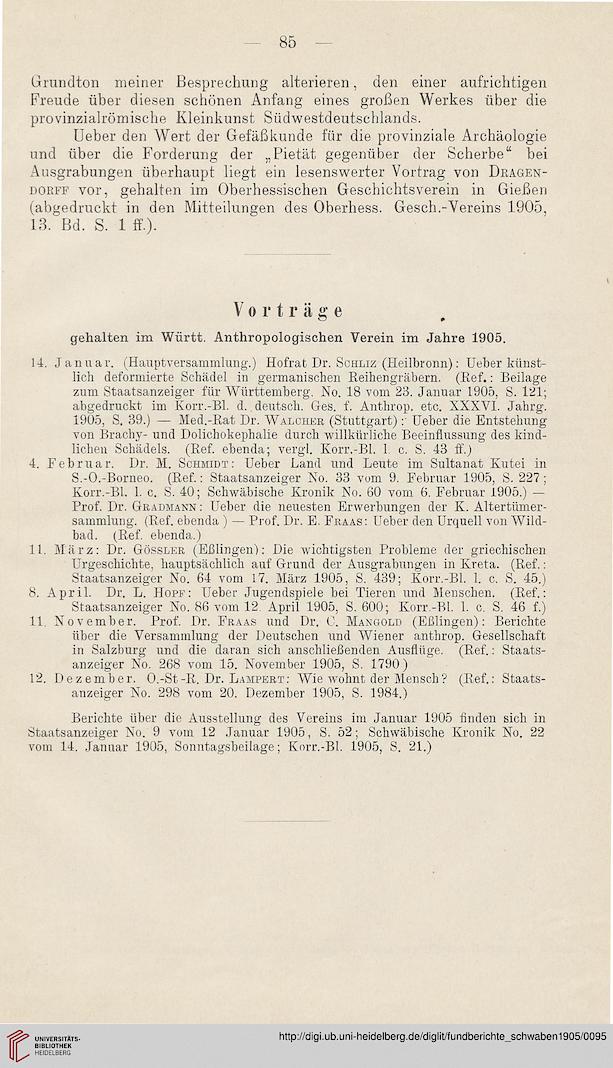 — 85 —
Grundton meiner Besprechung alterieren, den einer aufrichtigen
Freude über diesen schönen Anfang eines großen Werkes über die
provinzialrömische Kleinkunst Südwestdeutschlands.
Ueber den Wert der Gefäßkunde für die provinziale Archäologie
und über die Forderung der „Pietät gegenüber der Scherbe“ bei
Ausgrabungen überhaupt liegt ein lesenswerter Vortrag von Dragen-
dorff vor, gehalten im Oberhessischen Geschichtsverein in Gießen
(abgedruckt in den Mitteilungen des Oberhess. Gesch.-Vereins 1905,
13. Bd. S. 1 ff.).
Vorträge
gehalten im Württ. Anthropologischen Verein im Jahre 1905.
14. Januar. (Hauptversammlung.) Hofrat Dr. Schliz (Heilbronn): Ueber künst-
lich deformierte Schädel in germanischen Reihengräbern. (Ref.: Beilage
zum Staatsanzeiger für Württemberg. No. 18 vom 23. Januar 1905, S. 121;
abgedruckt im Korr.-Bl. d. deutsch. Ges. f. Anthrop. etc. XXXVI. Jahrg.
1905, S. 39.) — Med.-Rat Dr. Walcher (Stuttgart): Ueber die Entstehung
von Brachy- und Dolichokephalie durch willkürliche Beeinflussung des kind-
lichen Schädels. (Ref. ebenda; vergl. Korr.-Bl. l. c. S. 43 ff.)
4. Februar. Dr. M. Schmidt: Ueber Land und Leute im Sultanat Kutei in
S.-O.-Borneo. (Ref.: Staatsanzeiger No. 33 vom 9. Februar 1905, S. 227;
Korr.-Bl. l. c. S. 40; Schwäbische Kronik No. 60 vom 6. Februar 1905.) —
Prof. Dr. Gradmann: Ueber die neuesten Erwerbungen der K. Altertümer-
sammlung. (Ref. ebenda) — Prof. Dr. E. Fraas: Ueber den Urquell von Wild-
bad. (Ref. ebenda.)
11. März: Dr. Gössler (Eßlingen): Die wichtigsten Probleme der griechischen
Urgeschichte, hauptsächlich auf Grund der Ausgrabungen in Kreta. (Ref.:
Staatsanzeiger No. 64 vom 17. März 1905, S. 439; Korr.-Bl. l. c. S. 45.)
8. April. Dr. L. Hopf: Ueber Jugendspiele bei Tieren und Menschen. (Ref.:
Staatsanzeiger No. 86 vom 12. April 1905, S. 600; Korr.-Bl. l. c. S. 46 f.)
11. November. Prof. Dr. Fraas und Dr. C. Mangold (Eßlingen): Berichte
über die Versammlung der Deutschen und Wiener anthrop. Gesellschaft
in Salzburg und die daran sich anschließenden Ausflüge. (Ref.: Staats-
anzeiger No. 268 vom 15. November 1905, S. 1790)
12. Dezember. O.-St-R. Dr. Lampert: Wie wohnt der Mensch? (Ref.: Staats-
anzeiger No. 298 vom 20. Dezember 1905, S. 1984.)
Berichte über die Ausstellung des Vereins im Januar 1905 finden sich in
Staatsanzeiger No. 9 vom 12 Januar 1905, S. 52; Schwäbische Kronik No. 22
vom 14. Januar 1905, Sonntagsbeilage; Korr.-Bl. 1905, S. 21.)
UNIVERSITÄTS-
BIBLIOTHEK
HEIDELBERG
http://digi.ub.uni-heidelberg.de/diglit/fundberichte_schwaben1905/0095